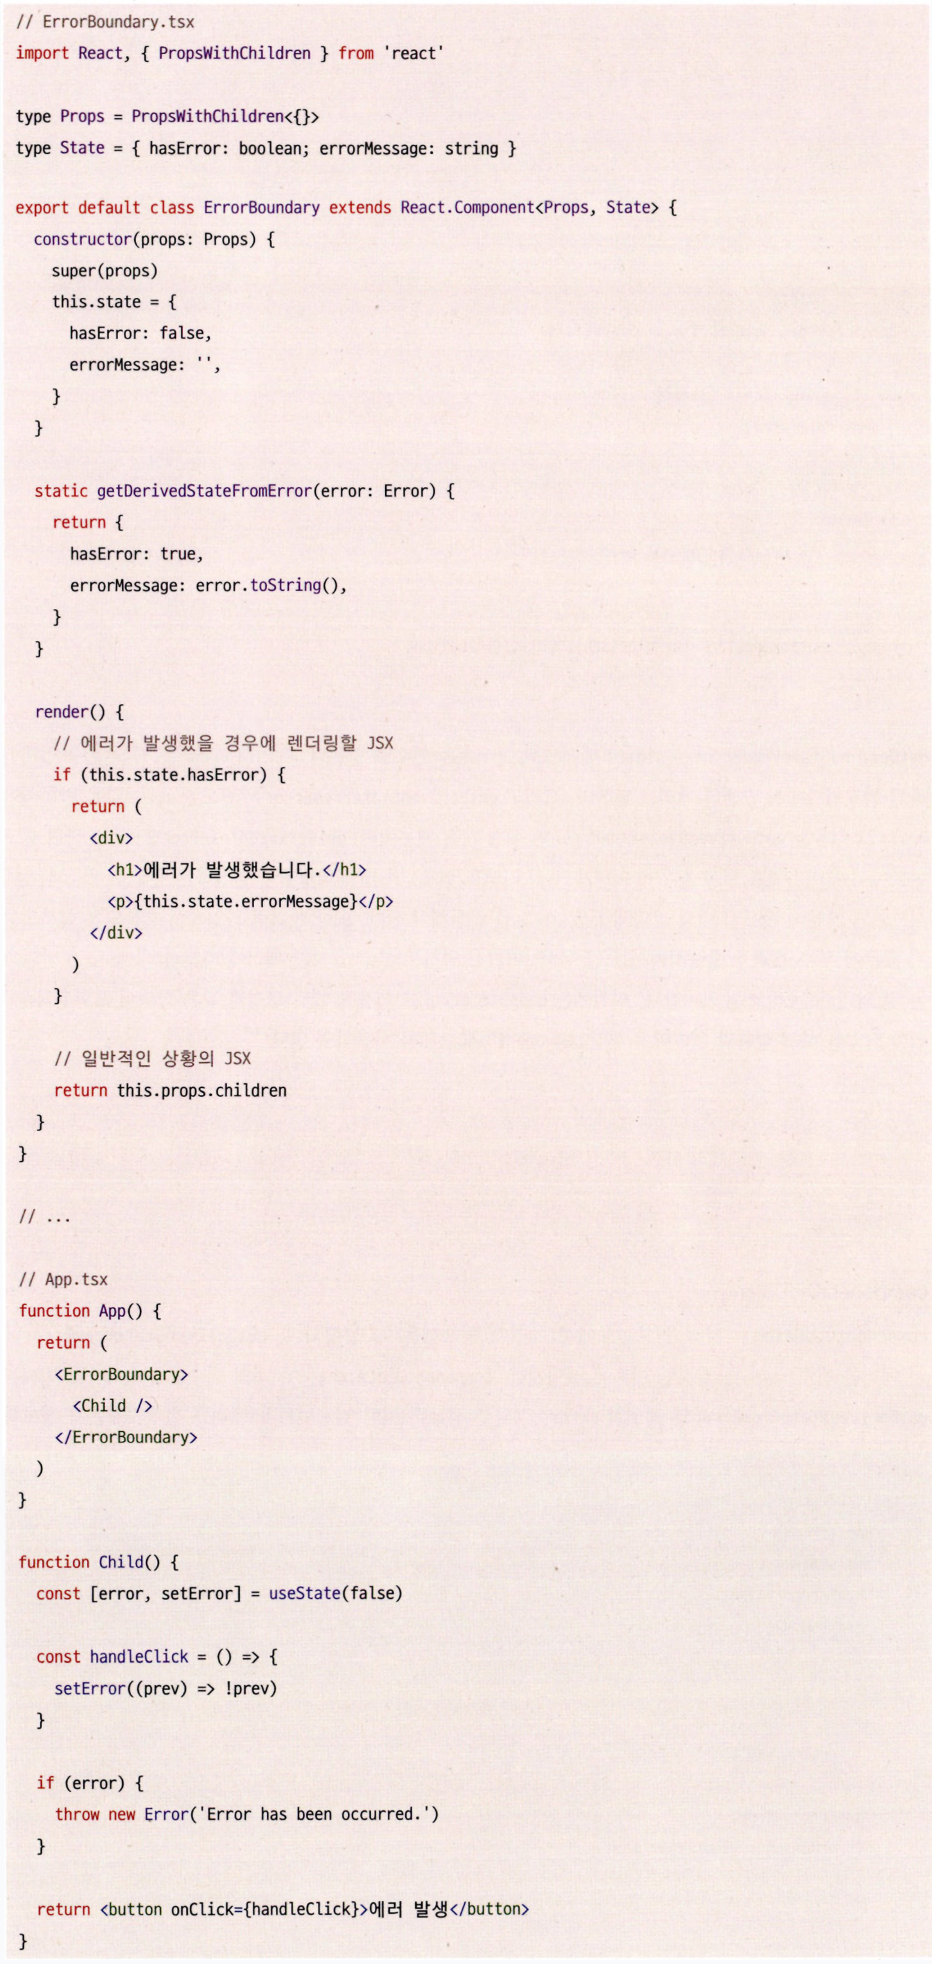 // ErrorBoundary.tsx
import React, { PropsWithChildren } from 'react'
type Props = PropsWithChildren<{}>
type State = { hasError: boolean; errorMessage: string }
export default class ErrorBoundary extends React.Component<Props, State> {
constructor(props: Props) {
super(props)
this.state = {
hasError: false,
errorMessage: '',
}
}
static getDerivedStateFromError(error: Error) {
return {
hasError: true,
errorMessage: error.toString(),
}
}
render() {
// 에러가 발생했을 경우에 렌더링할 JSX
if (this.state.hasError) {
return (
<div>
<h1>에러가 발생했습니다.</h1>
<p>{this.state.errorMessage}</p>
</div>
)
}
// 일반적인 상황의 JSX
return this.props.children
}
}
// ...
// App.tsx
function App() {
return (
<ErrorBoundary>
<Child />
</ErrorBoundary>
)
}
function Child() {
const [error, setError] = useState(false)
const handleClick = () => {
setError((prev) => !prev)
}
if (error) {
throw new Error('Error has been occurred.')
}
return <button onClick={handleClick}>에러 발생</button>
}